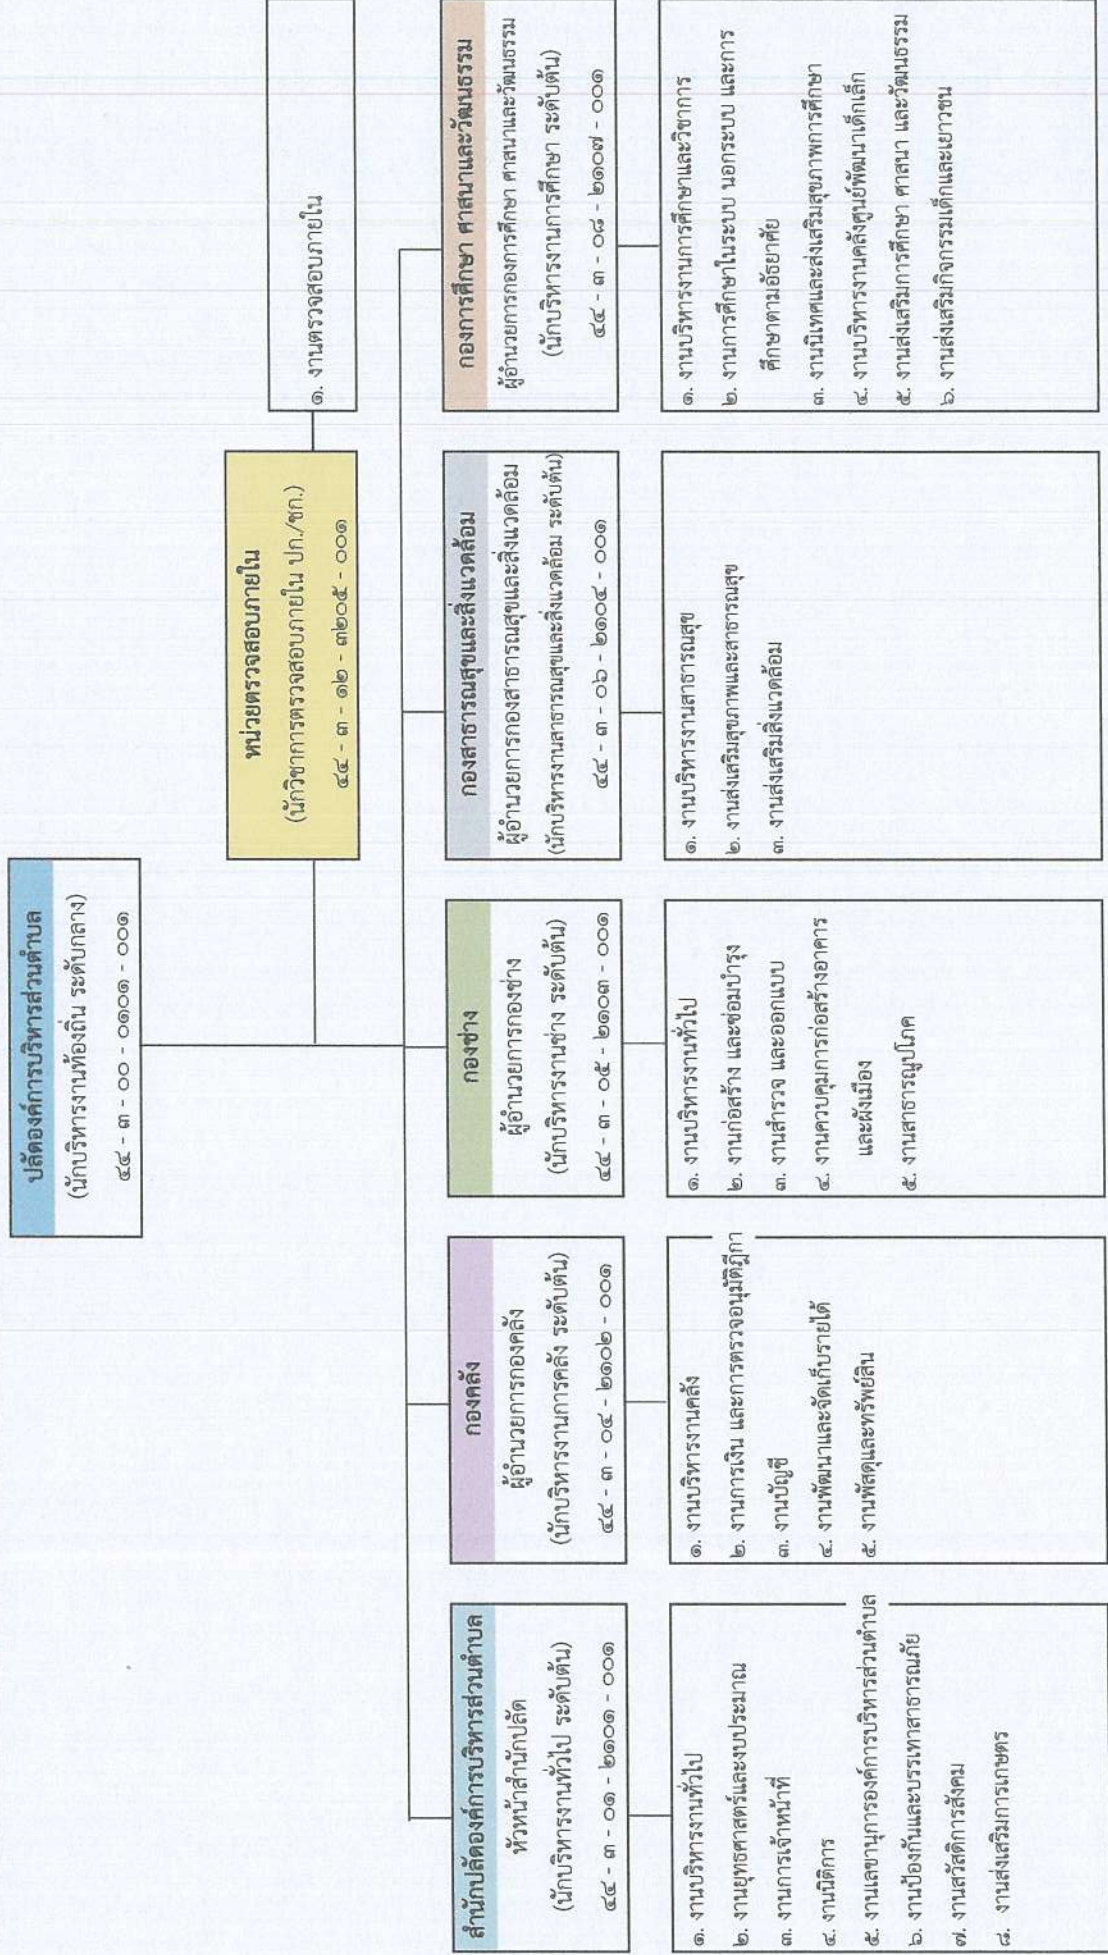 ปลัดองค์การบริหารส่วนตำบล
(นักบริหารงานท้องถิ่น ระดับกลาง)
๔๔ - ๓ - ๐๐ - ๐๑๐๑ - ๐๐๑
หน่วยตรวจสอบภายใน
(นักวิชาการตรวจสอบภายใน ปก./ชก.)
๔๔ - ๓ - ๑๒ - ๓๒๐๕ - ๐๐๑
๑. งานตรวจสอบภายใน
สำนักปลัดองค์การบริหารส่วนตำบล
หัวหน้าสำนักปลัด
(นักบริหารงานทั่วไป ระดับต้น)
๔๔ - ๓ - ๐๑ - ๒๑๐๑ - ๐๐๑
๑. งานบริหารงานทั่วไป
๒. งานยุทธศาสตร์และงบประมาณ
๓. งานการเจ้าหน้าที่
๔. งานนิติการ
๕. งานเลขานุการองค์การบริหารส่วนตำบล
๖. งานป้องกันและบรรเทาสาธารณภัย
๗. งานสวัสดิการสังคม
๘. งานส่งเสริมการเกษตร
กองคลัง
ผู้อำนวยการกองคลัง
(นักบริหารงานการคลัง ระดับต้น)
๔๔ - ๓ - ๐๔ - ๒๑๐๒ - ๐๐๑
๑. งานบริหารงานคลัง
๒. งานการเงิน และการตรวจอนุมัติฎีกา
๓. งานบัญชี
๔. งานพัฒนาและจัดเก็บรายได้
๕. งานพัสดุและทรัพย์สิน
กองช่าง
ผู้อำนวยการกองช่าง
(นักบริหารงานช่าง ระดับต้น)
๔๔ - ๓ - ๐๕ - ๒๑๐๓ - ๐๐๑
๑. งานบริหารงานทั่วไป
๒. งานก่อสร้าง และซ่อมบำรุง
๓. งานสำรวจ และออกแบบ
๔. งานควบคุมการก่อสร้างอาคาร
และผังเมือง
๕. งานสาธารณูปโภค
กองสาธารณสุขและสิ่งแวดล้อม
ผู้อำนวยการกองสาธารณสุขและสิ่งแวดล้อม
(นักบริหารงานสาธารณสุขและสิ่งแวดล้อม ระดับต้น)
๔๔ - ๓ - ๐๖ - ๒๑๐๔ - ๐๐๑
๑. งานบริหารงานสาธารณสุข
๒. งานส่งเสริมสุขภาพและสาธารณสุข
๓. งานส่งเสริมสิ่งแวดล้อม
กองการศึกษา ศาสนาและวัฒนธรรม
ผู้อำนวยการกองการศึกษา ศาสนาและวัฒนธรรม
(นักบริหารงานการศึกษา ระดับต้น)
๔๔ - ๓ - ๐๘ - ๒๑๐๗ - ๐๐๑
๑. งานบริหารงานการศึกษาและวิชาการ
๒. งานการศึกษาในระบบ นอกระบบ และการ
ศึกษาตามอัธยาศัย
๓. งานนิเทศและส่งเสริมสุขภาพการศึกษา
๔. งานบริหารงานคลังศูนย์พัฒนาเด็กเล็ก
๕. งานส่งเสริมการศึกษา ศาสนา และวัฒนธรรม
๖. งานส่งเสริมกิจกรรมเด็กและเยาวชน